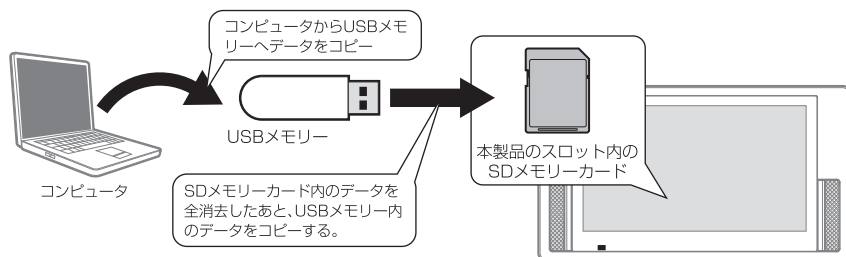 コンピュータからUSBメモ
リーへデータをコピー
USBメモリー
コンピュータ
SDメモリーカード内のデータを
全消去したあと、USBメモリー内
のデータをコピーする。
本製品のスロット内の
SDメモリーカード